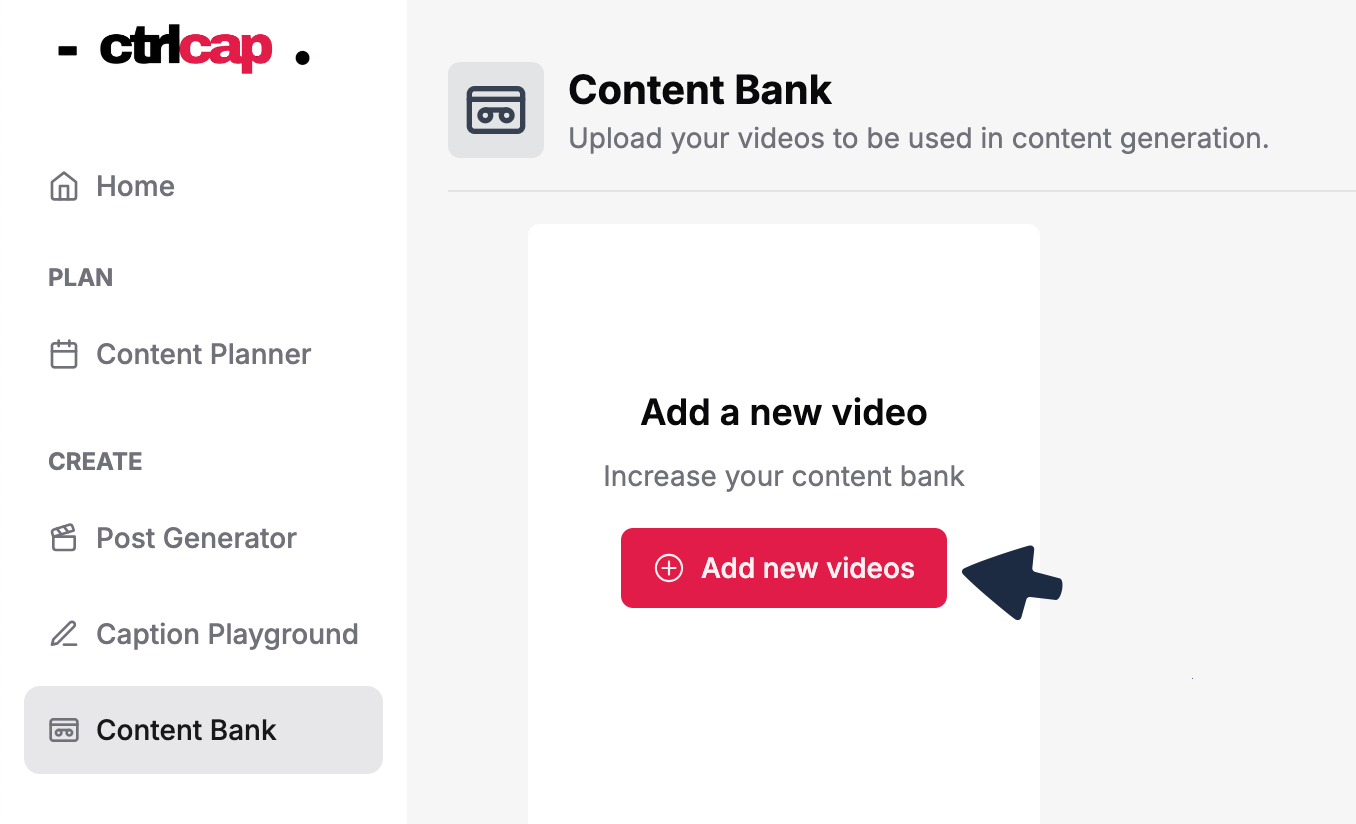 - ctrlcap .
Home
PLAN
Content Planner
CREATE
Post Generator
Caption Playground
Content Bank
Content Bank
Upload your videos to be used in content generation.
Add a new video
Increase your content bank
Add new videos